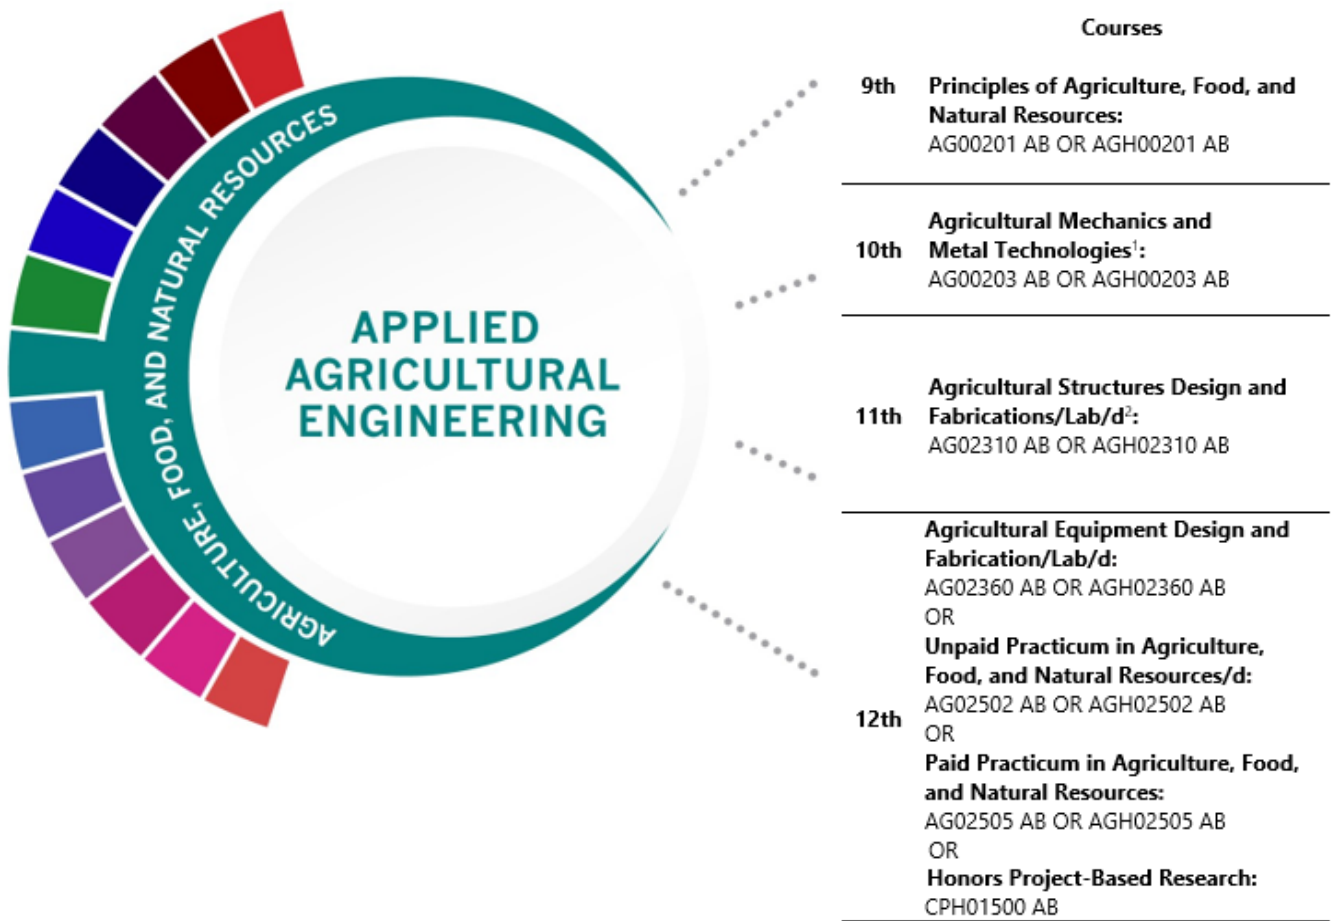 AGRICULTURE, FOOD, AND NATURAL RESOURCES
APPLIED
AGRICULTURAL
ENGINEERING
Courses
9th
Principles of Agriculture, Food, and
Natural Resources:
AG00201 AB OR AGH00201 AB
10th
Agricultural Mechanics and
Metal Technologies¹:
AG00203 AB OR AGH00203 AB
11th
Agricultural Structures Design and
Fabrications/Lab/d²:
AG02310 AB OR AGH02310 AB
12th
Agricultural Equipment Design and
Fabrication/Lab/d:
AG02360 AB OR AGH02360 AB
OR
Unpaid Practicum in Agriculture,
Food, and Natural Resources/d:
AG02502 AB OR AGH02502 AB
OR
Paid Practicum in Agriculture, Food,
and Natural Resources:
AG02505 AB OR AGH02505 AB
OR
Honors Project-Based Research:
CPH01500 AB